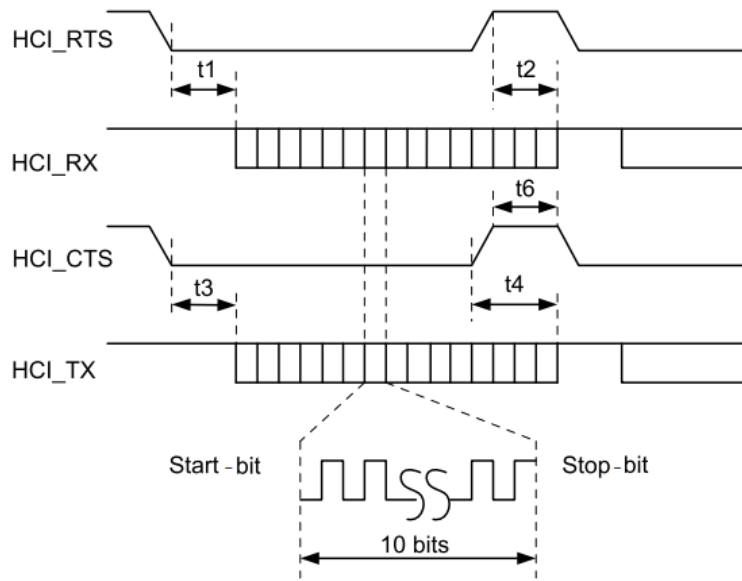 HCI_RTS
t1
t2
HCI_RX
t6
HCI_CTS
t3
t4
HCI_TX
Start-bit
Stop-bit
10 bits